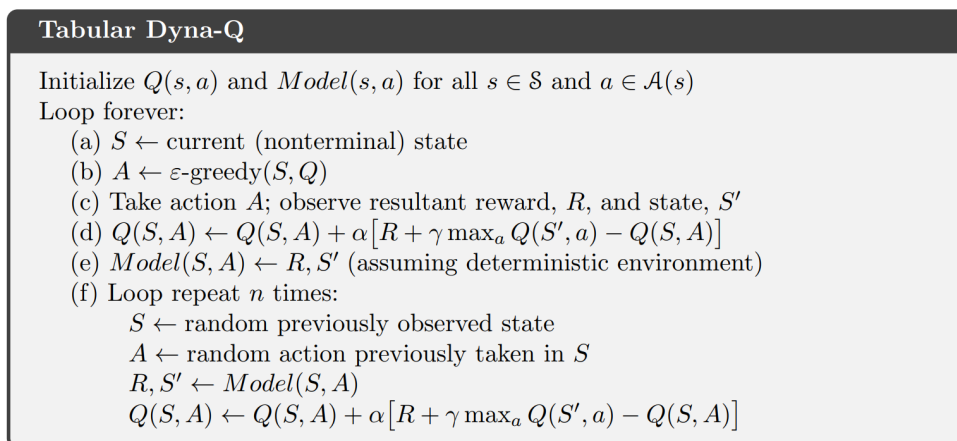 Tabular Dyna-Q
Initialize Q(s, a) and Model(s, a) for all s ∈ 𝒮 and a ∈ 𝒜(s)
Loop forever:
(a) S ← current (nonterminal) state
(b) A ← ε-greedy(S, Q)
(c) Take action A; observe resultant reward, R, and state, S′
(d) Q(S, A) ← Q(S, A) + α[R + γ maxₐ Q(S′, a) − Q(S, A)]
(e) Model(S, A) ← R, S′ (assuming deterministic environment)
(f) Loop repeat n times:
S ← random previously observed state
A ← random action previously taken in S
R, S′ ← Model(S, A)
Q(S, A) ← Q(S, A) + α[R + γ maxₐ Q(S′, a) − Q(S, A)]